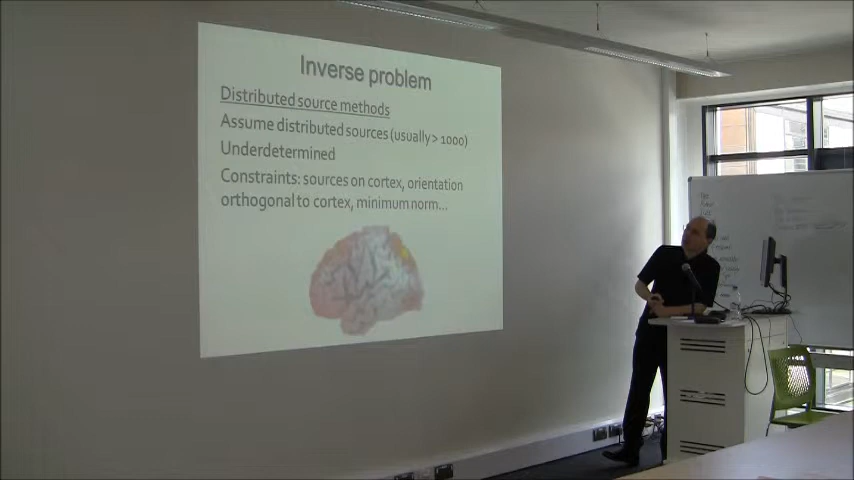 Inverse problem
Distributed source methods
Assume distributed sources (usually > 1000)
Underdetermined
Constraints: sources on cortex, orientation
orthogonal to cortex, minimum norm...